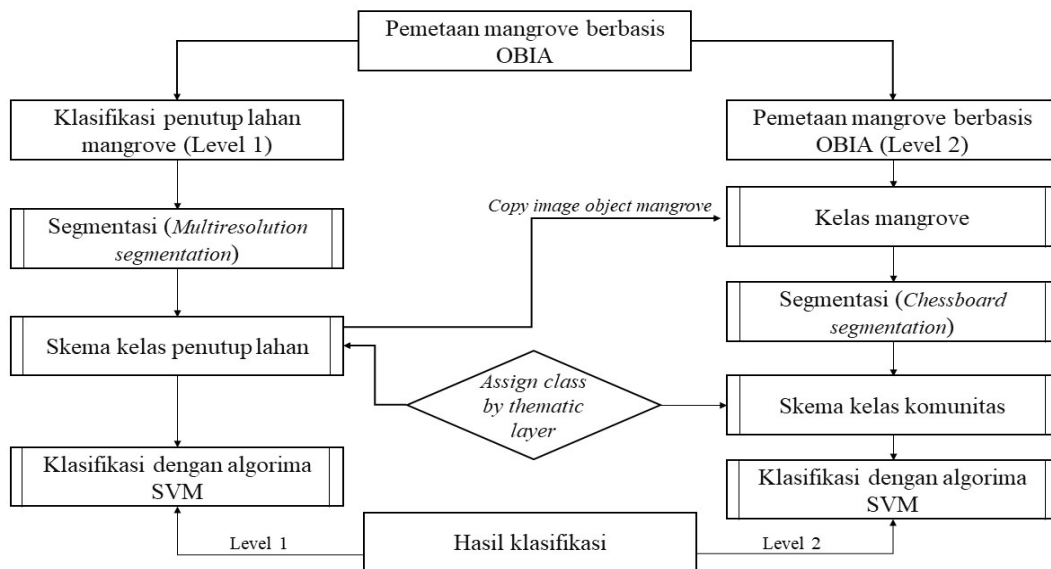 Pemetaan mangrove berbasis
OBIA
Klasifikasi penutup lahan
mangrove (Level 1)
Pemetaan mangrove berbasis
OBIA (Level 2)
Segmentasi (Multiresolution
segmentation)
Copy image object mangrove
Kelas mangrove
Segmentasi (Chessboard
segmentation)
Skema kelas penutup lahan
Assign class
by thematic
layer
Skema kelas komunitas
Klasifikasi dengan algorima
SVM
Klasifikasi dengan algorima
SVM
Level 1
Hasil klasifikasi
Level 2